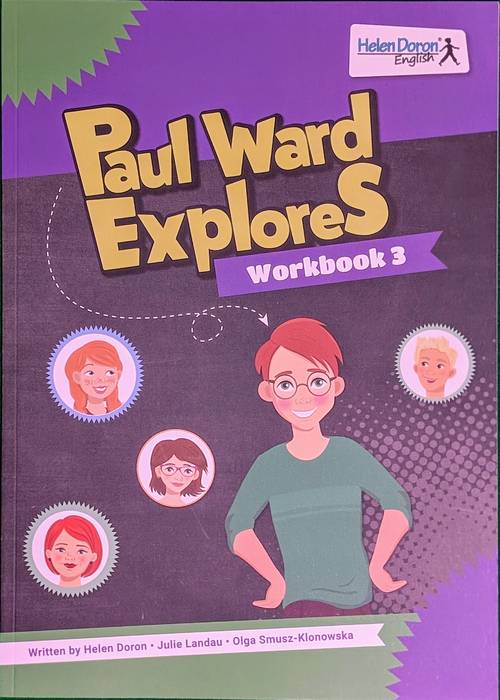 Helen Doron®
English
Paul Ward
ExploreS
Workbook 3
Written by Helen Doron • Julie Landau • Olga Smusz-Klonowska